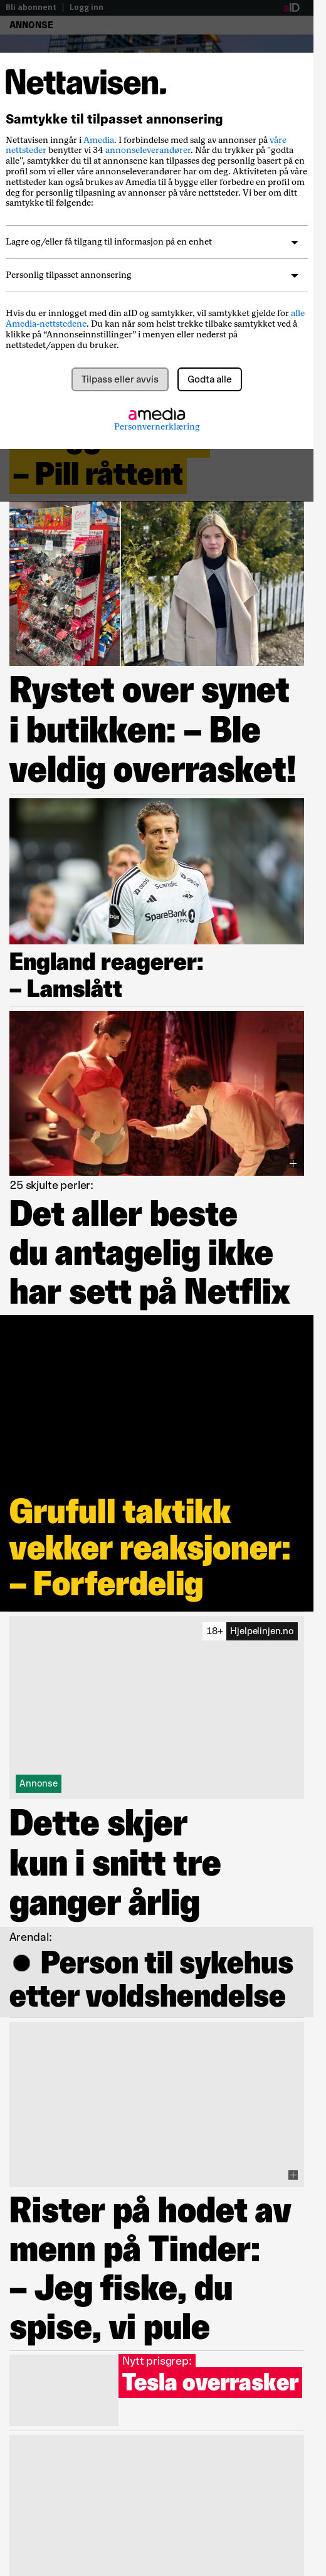 Bli abonnent | Logg inn
aID
ANNONSE
Nettavisen.
Samtykke til tilpasset annonsering
Nettavisen inngår i Amedia. I forbindelse med salg av annonser på våre
nettsteder benytter vi 34 annonseleverandører. Når du trykker på "godta
alle", samtykker du til at annonsene kan tilpasses deg personlig basert på en
profil som vi eller våre annonseleverandører har om deg. Aktiviteten på våre
nettsteder kan også brukes av Amedia til å bygge eller forbedre en profil om
deg for personlig tilpasning av annonser på våre nettsteder. Vi ber om ditt
samtykke til følgende:
Lagre og/eller få tilgang til informasjon på en enhet
Personlig tilpasset annonsering
Hvis du er innlogget med din aID og samtykker, vil samtykket gjelde for alle
Amedia-nettstedene. Du kan når som helst trekke tilbake samtykket ved å
klikke på “Annonseinnstillinger” i menyen eller nederst på
nettstedet/appen du bruker.
Tilpass eller avvis
Godta alle
amedia
Personvernerklæring
– Pill råttent
Rystet over synet
i butikken: – Ble
veldig overrasket!
England reagerer:
– Lamslått
25 skjulte perler:
Det aller beste
du antagelig ikke
har sett på Netflix
Grufull taktikk
vekker reaksjoner:
– Forferdelig
18+ Hjelpelinjen.no
Annonse
Dette skjer
kun i snitt tre
ganger årlig
Arendal:
● Person til sykehus
etter voldshendelse
Rister på hodet av
menn på Tinder:
– Jeg fiske, du
spise, vi pule
Nytt prisgrep:
Tesla overrasker